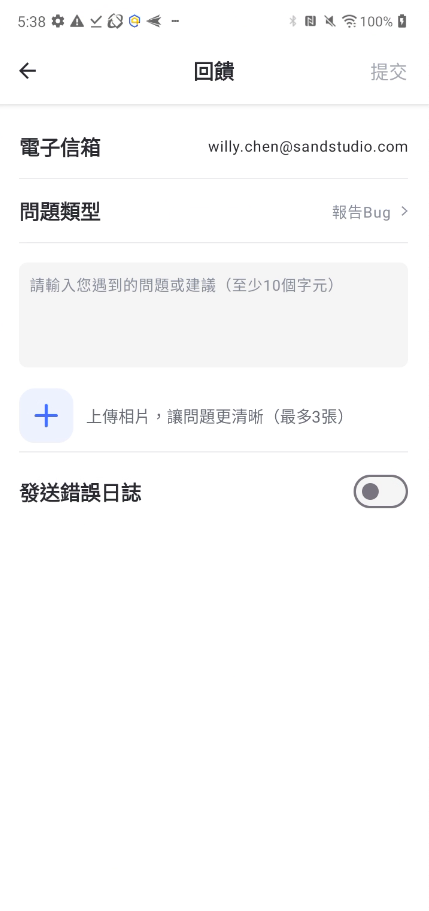 5:38
100%
回饋
提交
電子信箱
willy.chen@sandstudio.com
問題類型
報告Bug
請輸入您遇到的問題或建議（至少10個字元）
上傳相片，讓問題更清晰（最多3張）
發送錯誤日誌